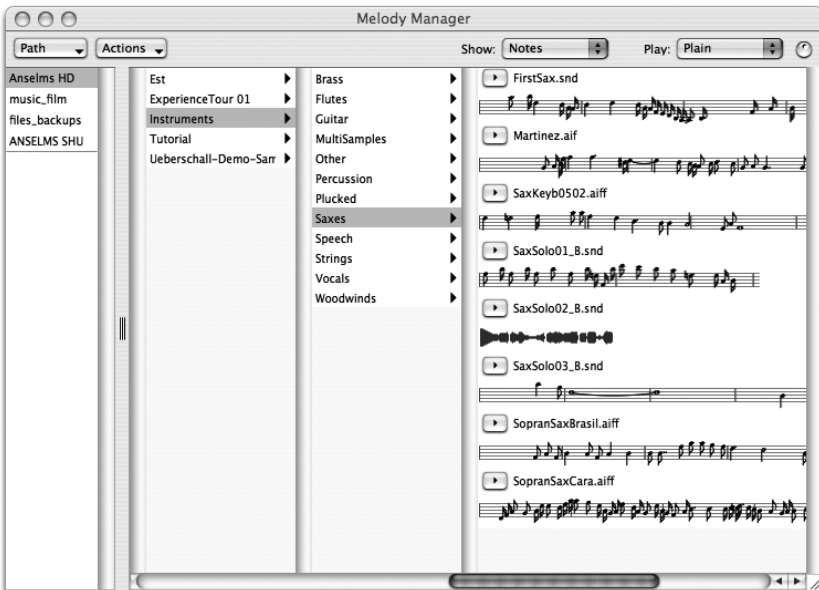 Melody Manager
Path
Actions
Show: Notes
Play: Plain
Anselms HD
music_film
files_backups
ANSELMS SHU
Est
ExperienceTour 01
Instruments
Tutorial
Ueberschall-Demo-Sam
Brass
Flutes
Guitar
MultiSamples
Other
Percussion
Plucked
Saxes
Speech
Strings
Vocals
Woodwinds
FirstSax.snd
Martinez.aif
SaxKeyb0502.aiff
SaxSolo01_B.snd
SaxSolo02_B.snd
SaxSolo03_B.snd
SopranSaxBrasil.aiff
SopranSaxCara.aiff